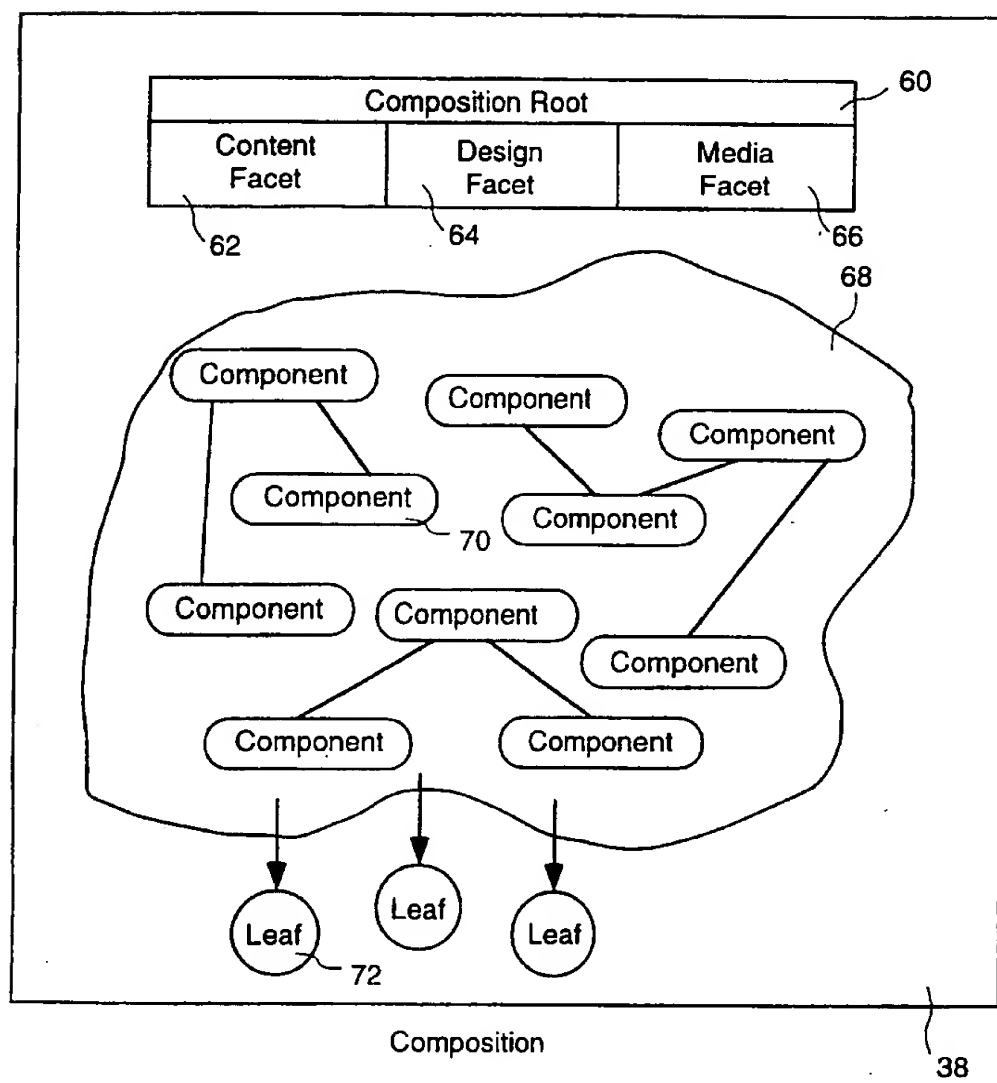 Composition Root
60
Content
Facet
Design
Facet
Media
Facet
62
64
66
68
Component
Component
Component
Component
70
Component
Component
Component
Component
Component
Component
Leaf
Leaf
Leaf
72
Composition
38